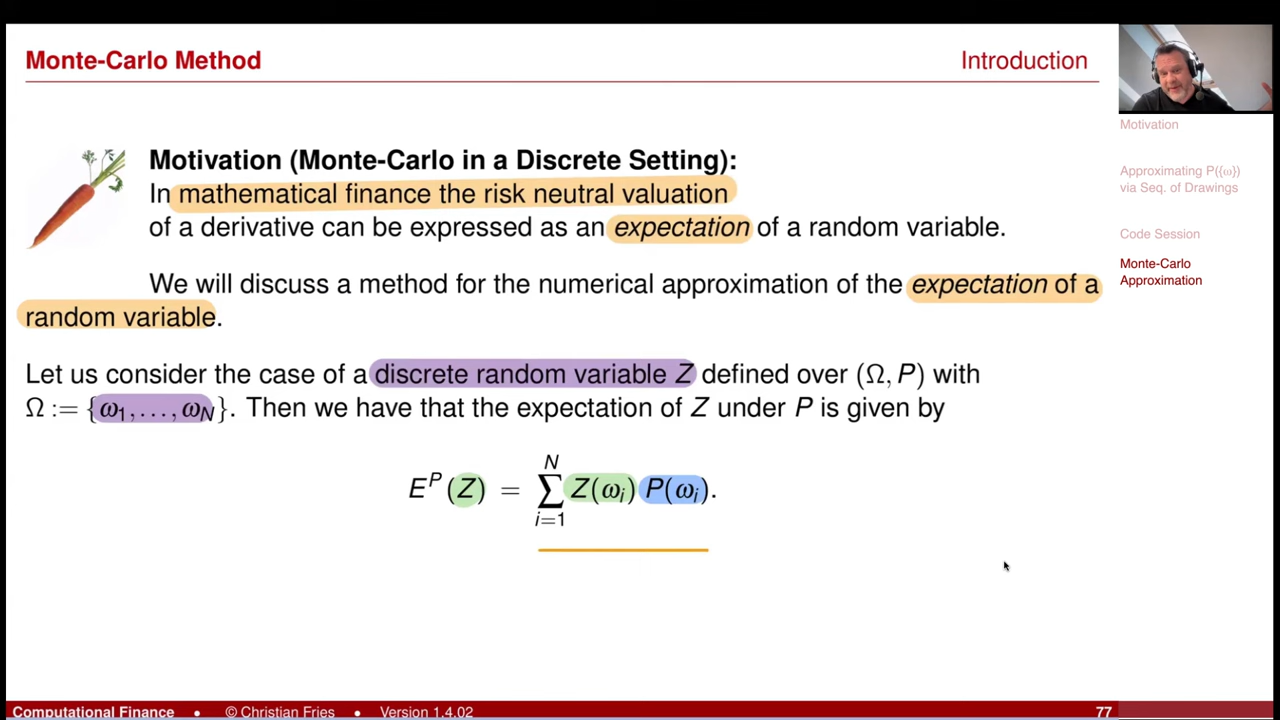 Monte-Carlo Method
Introduction
Motivation (Monte-Carlo in a Discrete Setting):
In mathematical finance the risk neutral valuation
of a derivative can be expressed as an expectation of a random variable.
We will discuss a method for the numerical approximation of the expectation of a
random variable.
Let us consider the case of a discrete random variable Z defined over (Ω, P) with
Ω := {ω₁, . . . , ω_N}. Then we have that the expectation of Z under P is given by
E^P (Z) = ∑_{i=1}^{N} Z(ω_i) P(ω_i).
Motivation
Approximating P({ω})
via Seq. of Drawings
Code Session
Monte-Carlo
Approximation
Computational Finance • © Christian Fries • Version 1.4.02
77